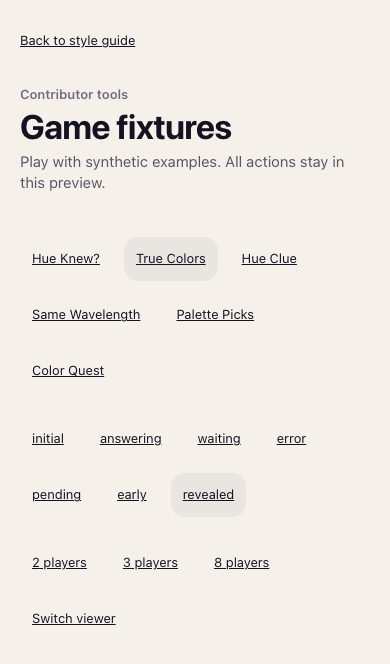 Back to style guide
Contributor tools
Game fixtures
Play with synthetic examples. All actions stay in
this preview.
Hue Knew? True Colors Hue Clue
Same Wavelength Palette Picks
Color Quest
initial answering waiting error
pending early revealed
2 players 3 players 8 players
Switch viewer